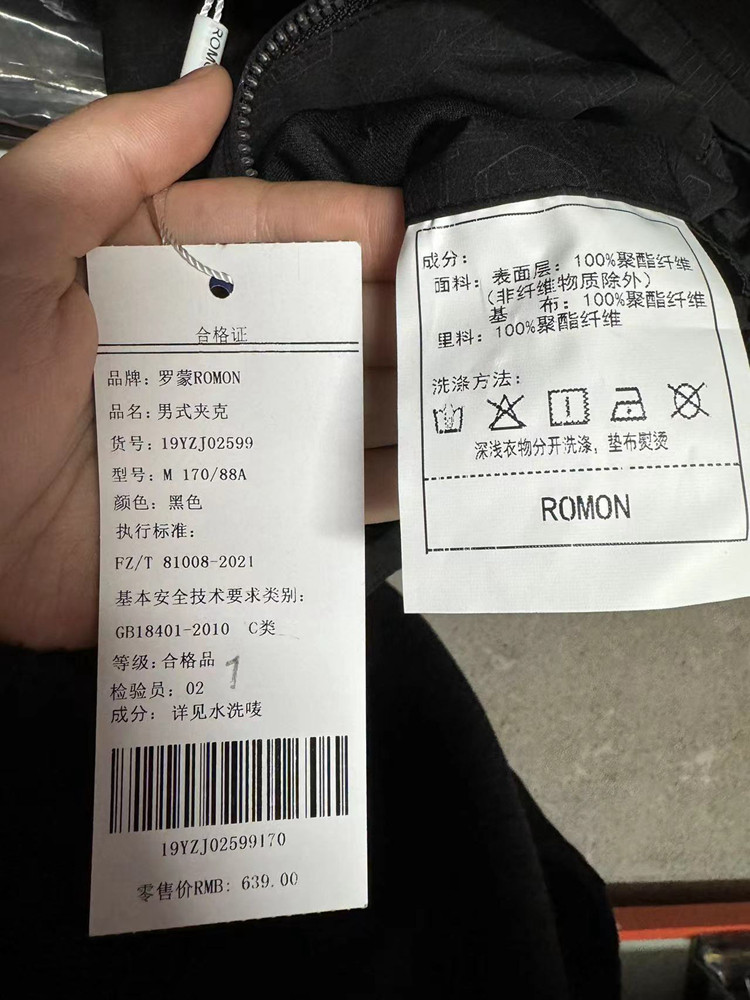 ROMO
合格证
品牌：罗蒙ROMON
品名：男式夹克
货号：19YZJ02599
型号：M 170/88A
颜色：黑色
执行标准：
FZ/T 81008-2021
基本安全技术要求类别：
GB18401-2010 C类
等级：合格品
1
检验员：02
成分：详见水洗唛
19YZJ02599170
零售价RMB: 639.00
成分：
面料：表面层：100%聚酯纤维
（非纤维物质除外）
基 布：100%聚酯纤维
里料：100%聚酯纤维
洗涤方法：
深浅衣物分开洗涤，垫布熨烫
ROMON